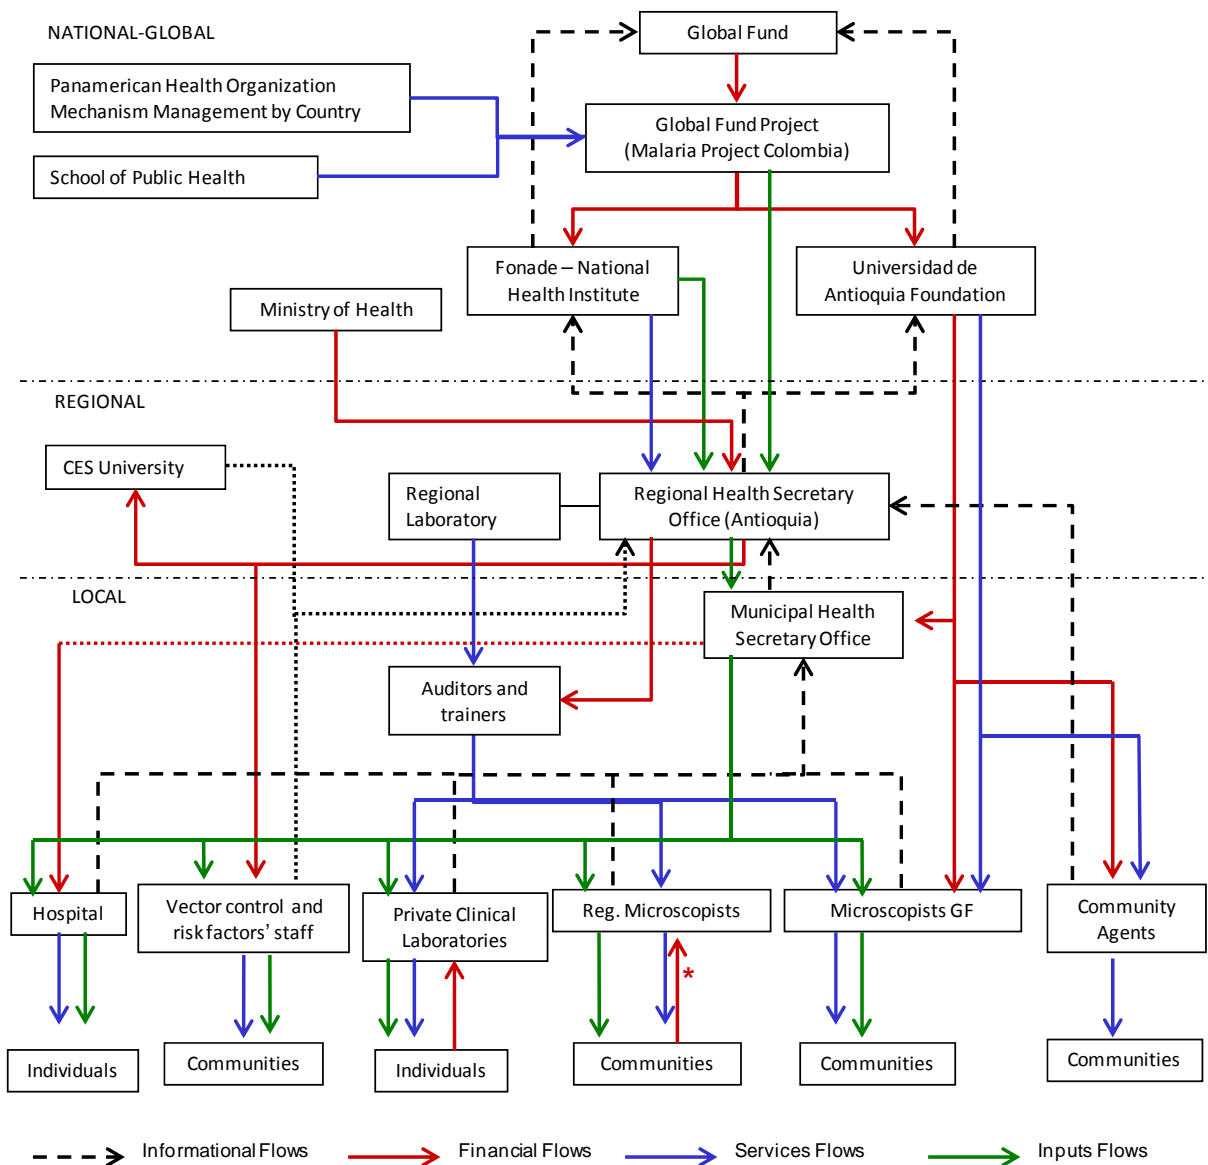 NATIONAL-GLOBAL
Global Fund
Panamerican Health Organization
Mechanism Management by Country
Global Fund Project
(Malaria Project Colombia)
School of Public Health
Fonade – National
Health Institute
Universidad de
Antioquia Foundation
Ministry of Health
REGIONAL
CES University
Regional
Laboratory
Regional Health Secretary
Office (Antioquia)
LOCAL
Municipal Health
Secretary Office
Auditors and
trainers
Hospital
Vector control and
risk factors’ staff
Private Clinical
Laboratories
Reg. Microscopists
Microscopists GF
Community
Agents
*
Individuals
Communities
Individuals
Communities
Communities
Communities
Informational Flows
Financial Flows
Services Flows
Inputs Flows